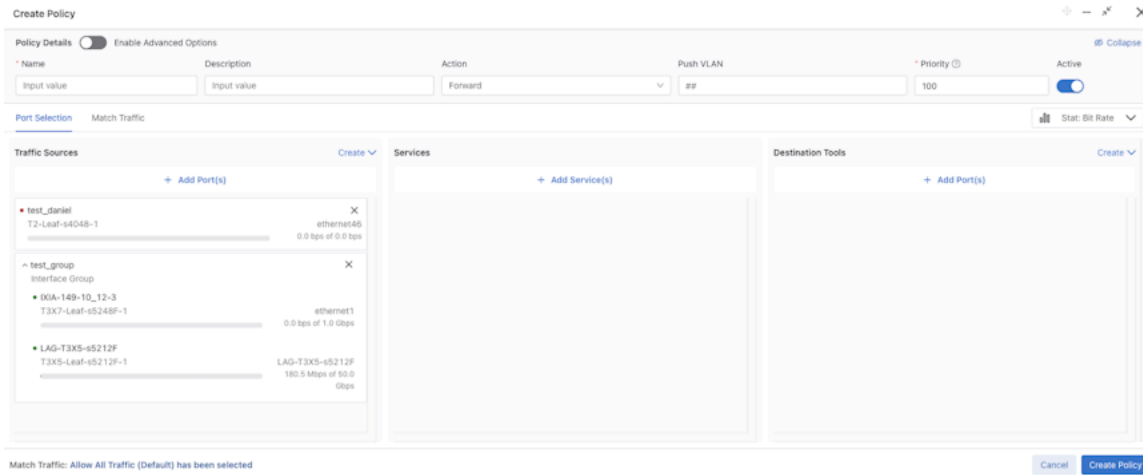 Create Policy
Policy Details Enable Advanced Options Collapse
* Name Description Action Push VLAN * Priority Active
Input value Input value Forward ## 100
Port Selection Match Traffic Stat: Bit Rate
Traffic Sources Create Services Destination Tools Create
+ Add Port(s) + Add Service(s) + Add Port(s)
test_daniel
T2-Leaf-s4048-1 ethernet46
0.0 bps of 0.0 bps
test_group
Interface Group
IXIA-149-10_12-3
T3X7-Leaf-s5248F-1 ethernet1
0.0 bps of 1.0 Gbps
LAG-T3X5-s5212F
T3X5-Leaf-s5212F-1 LAG-T3X5-s5212F
180.5 Mbps of 50.0
Gbps
Match Traffic: Allow All Traffic (Default) has been selected Cancel Create Policy